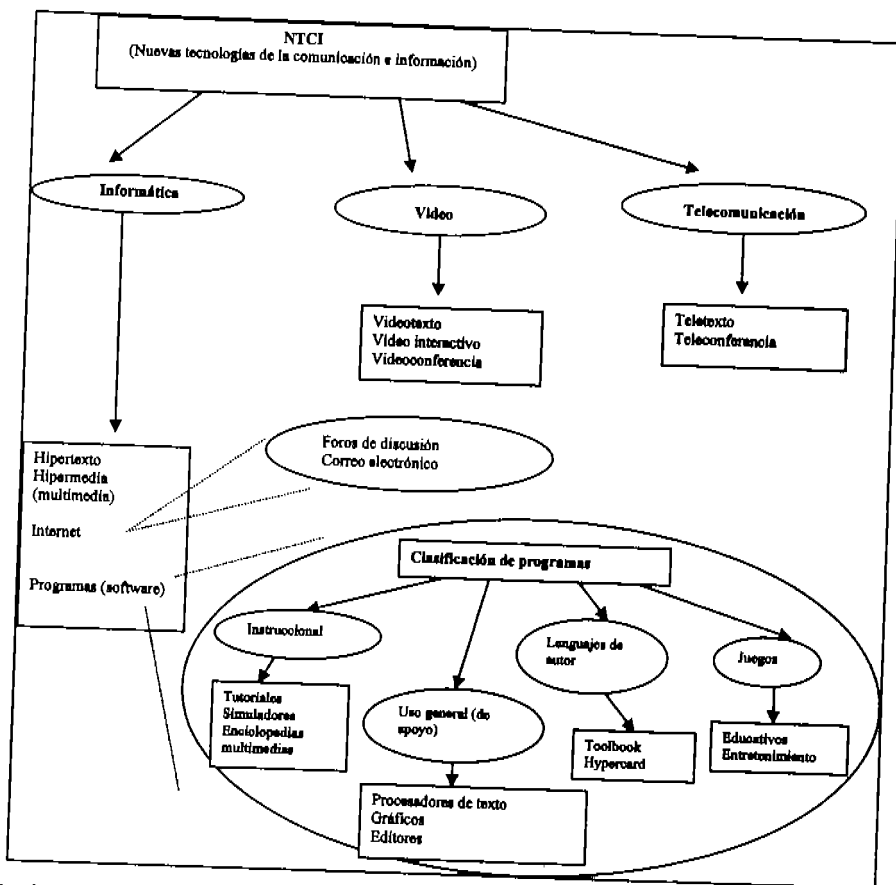 NTCI
(Nuevas tecnologías de la comunicación e información)
Informática
Video
Telecomunicación
Videotexto
Vídeo interactivo
Videoconferencia
Teletexto
Teleconferencia
Foros de discusión
Correo electrónico
Hipertexto
Hipermedia
(multimedia)
Internet
Programas (software)
Clasificación de programas
Instruccional
Lenguajes de
autor
Juegos
Tutoriales
Simuladores
Enciclopedias
multimedias
Uso general (de
apoyo)
Toolbook
Hypercard
Educativos
Entretenimiento
Procesadores de texto
Gráficos
Editores